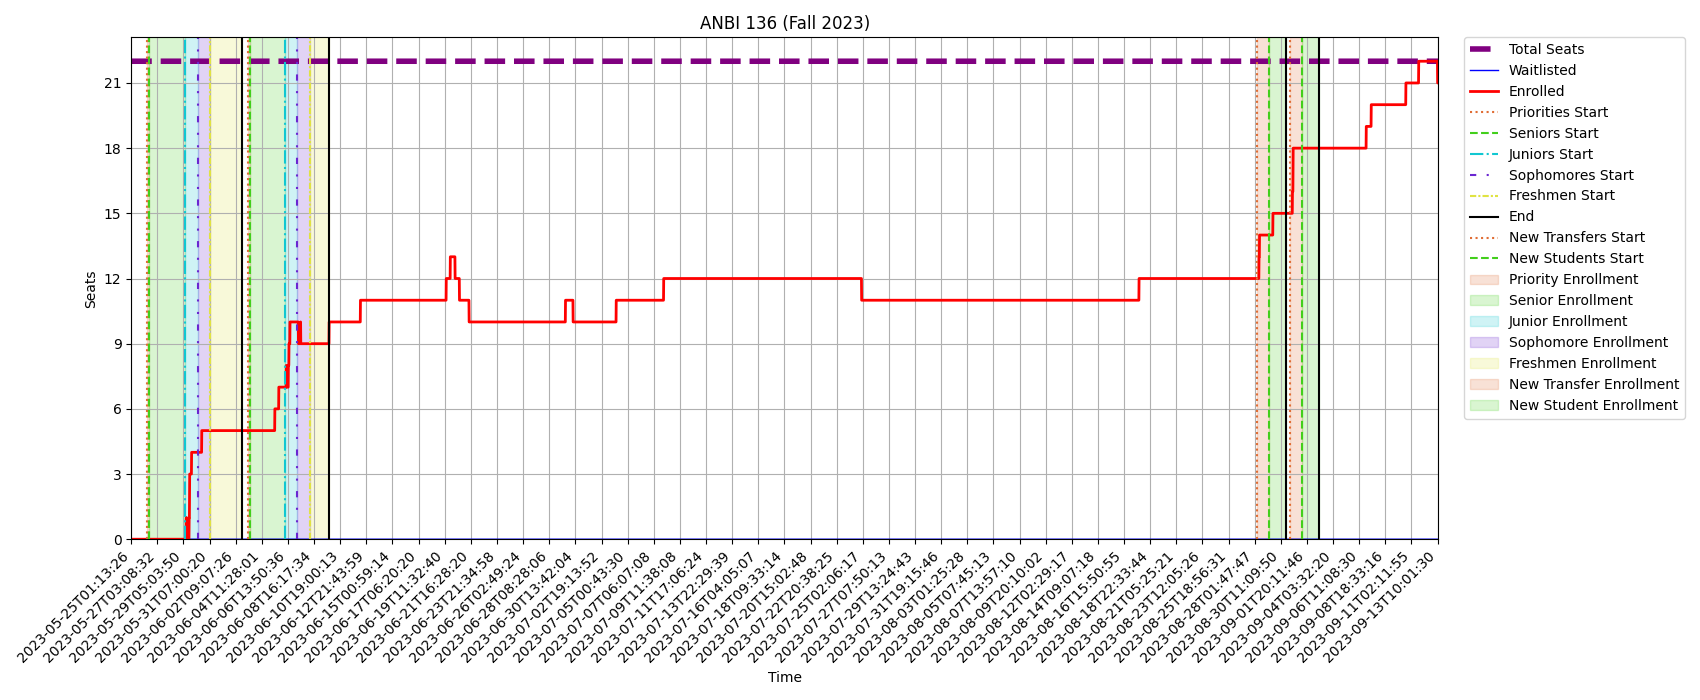 ANBI 136 (Fall 2023)
Seats
21
18
15
12
9
6
3
0
2023-05-25T01:13:26
2023-05-27T03:08:32
2023-05-29T05:03:50
2023-05-31T07:00:20
2023-06-02T09:07:26
2023-06-04T11:28:01
2023-06-06T13:50:36
2023-06-08T16:17:34
2023-06-10T19:00:13
2023-06-12T21:43:59
2023-06-15T00:59:14
2023-06-17T06:20:20
2023-06-19T11:32:40
2023-06-21T16:28:20
2023-06-23T21:34:58
2023-06-26T02:49:24
2023-06-28T08:28:06
2023-06-30T13:42:04
2023-07-02T19:13:52
2023-07-05T00:43:30
2023-07-07T06:07:08
2023-07-09T11:38:08
2023-07-11T17:06:24
2023-07-13T22:29:39
2023-07-16T04:05:07
2023-07-18T09:33:14
2023-07-20T15:02:48
2023-07-22T20:38:25
2023-07-25T02:06:17
2023-07-27T07:50:13
2023-07-29T13:24:43
2023-07-31T19:15:46
2023-08-03T01:25:28
2023-08-05T07:45:13
2023-08-07T13:57:10
2023-08-09T20:10:02
2023-08-12T02:29:17
2023-08-14T09:07:18
2023-08-16T15:50:55
2023-08-18T22:33:44
2023-08-21T05:25:21
2023-08-23T12:05:26
2023-08-25T18:56:31
2023-08-28T01:47:47
2023-08-30T11:09:50
2023-09-01T20:11:46
2023-09-04T03:32:20
2023-09-06T11:08:30
2023-09-08T18:33:16
2023-09-11T02:11:55
2023-09-13T10:01:30
Time
Total Seats
Waitlisted
Enrolled
Priorities Start
Seniors Start
Juniors Start
Sophomores Start
Freshmen Start
End
New Transfers Start
New Students Start
Priority Enrollment
Senior Enrollment
Junior Enrollment
Sophomore Enrollment
Freshmen Enrollment
New Transfer Enrollment
New Student Enrollment